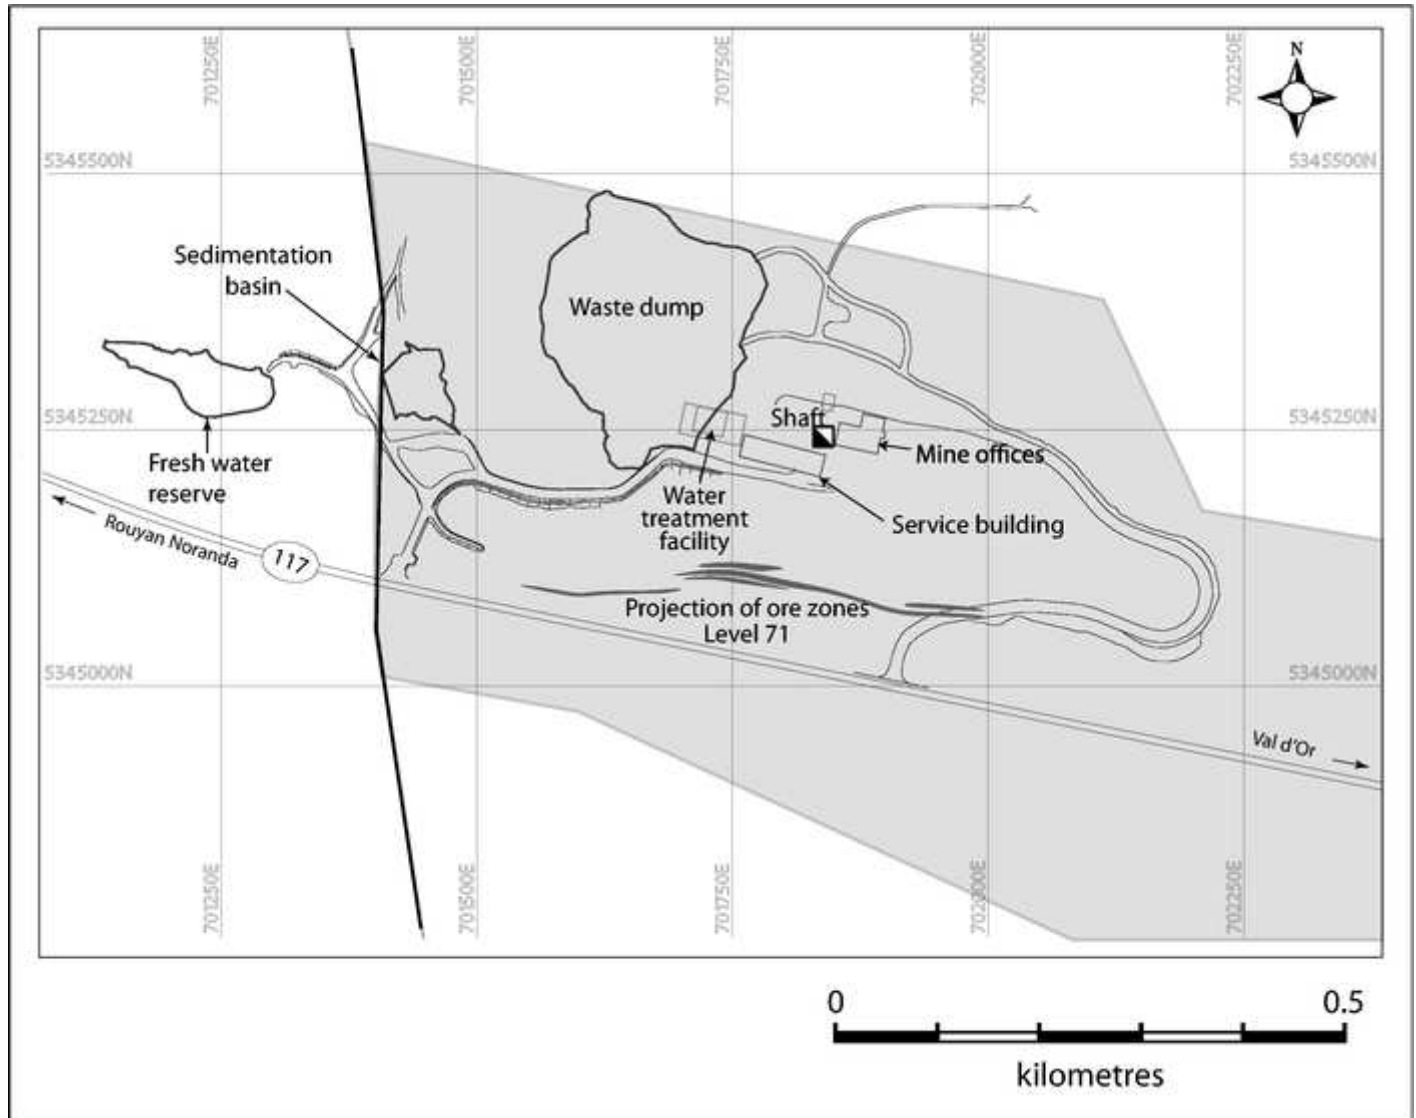 701250E
701500E
701750E
702000E
702250E
N
5345500N
5345500N
Sedimentation
basin
Waste dump
5345250N
5345250N
Shaft
Mine offices
Fresh water
reserve
Water
treatment
facility
Service building
Rouyan Noranda
117
Projection of ore zones
Level 71
5345000N
5345000N
Val d'Or
701250E
701500E
701750E
702000E
702250E
0
0.5
kilometres